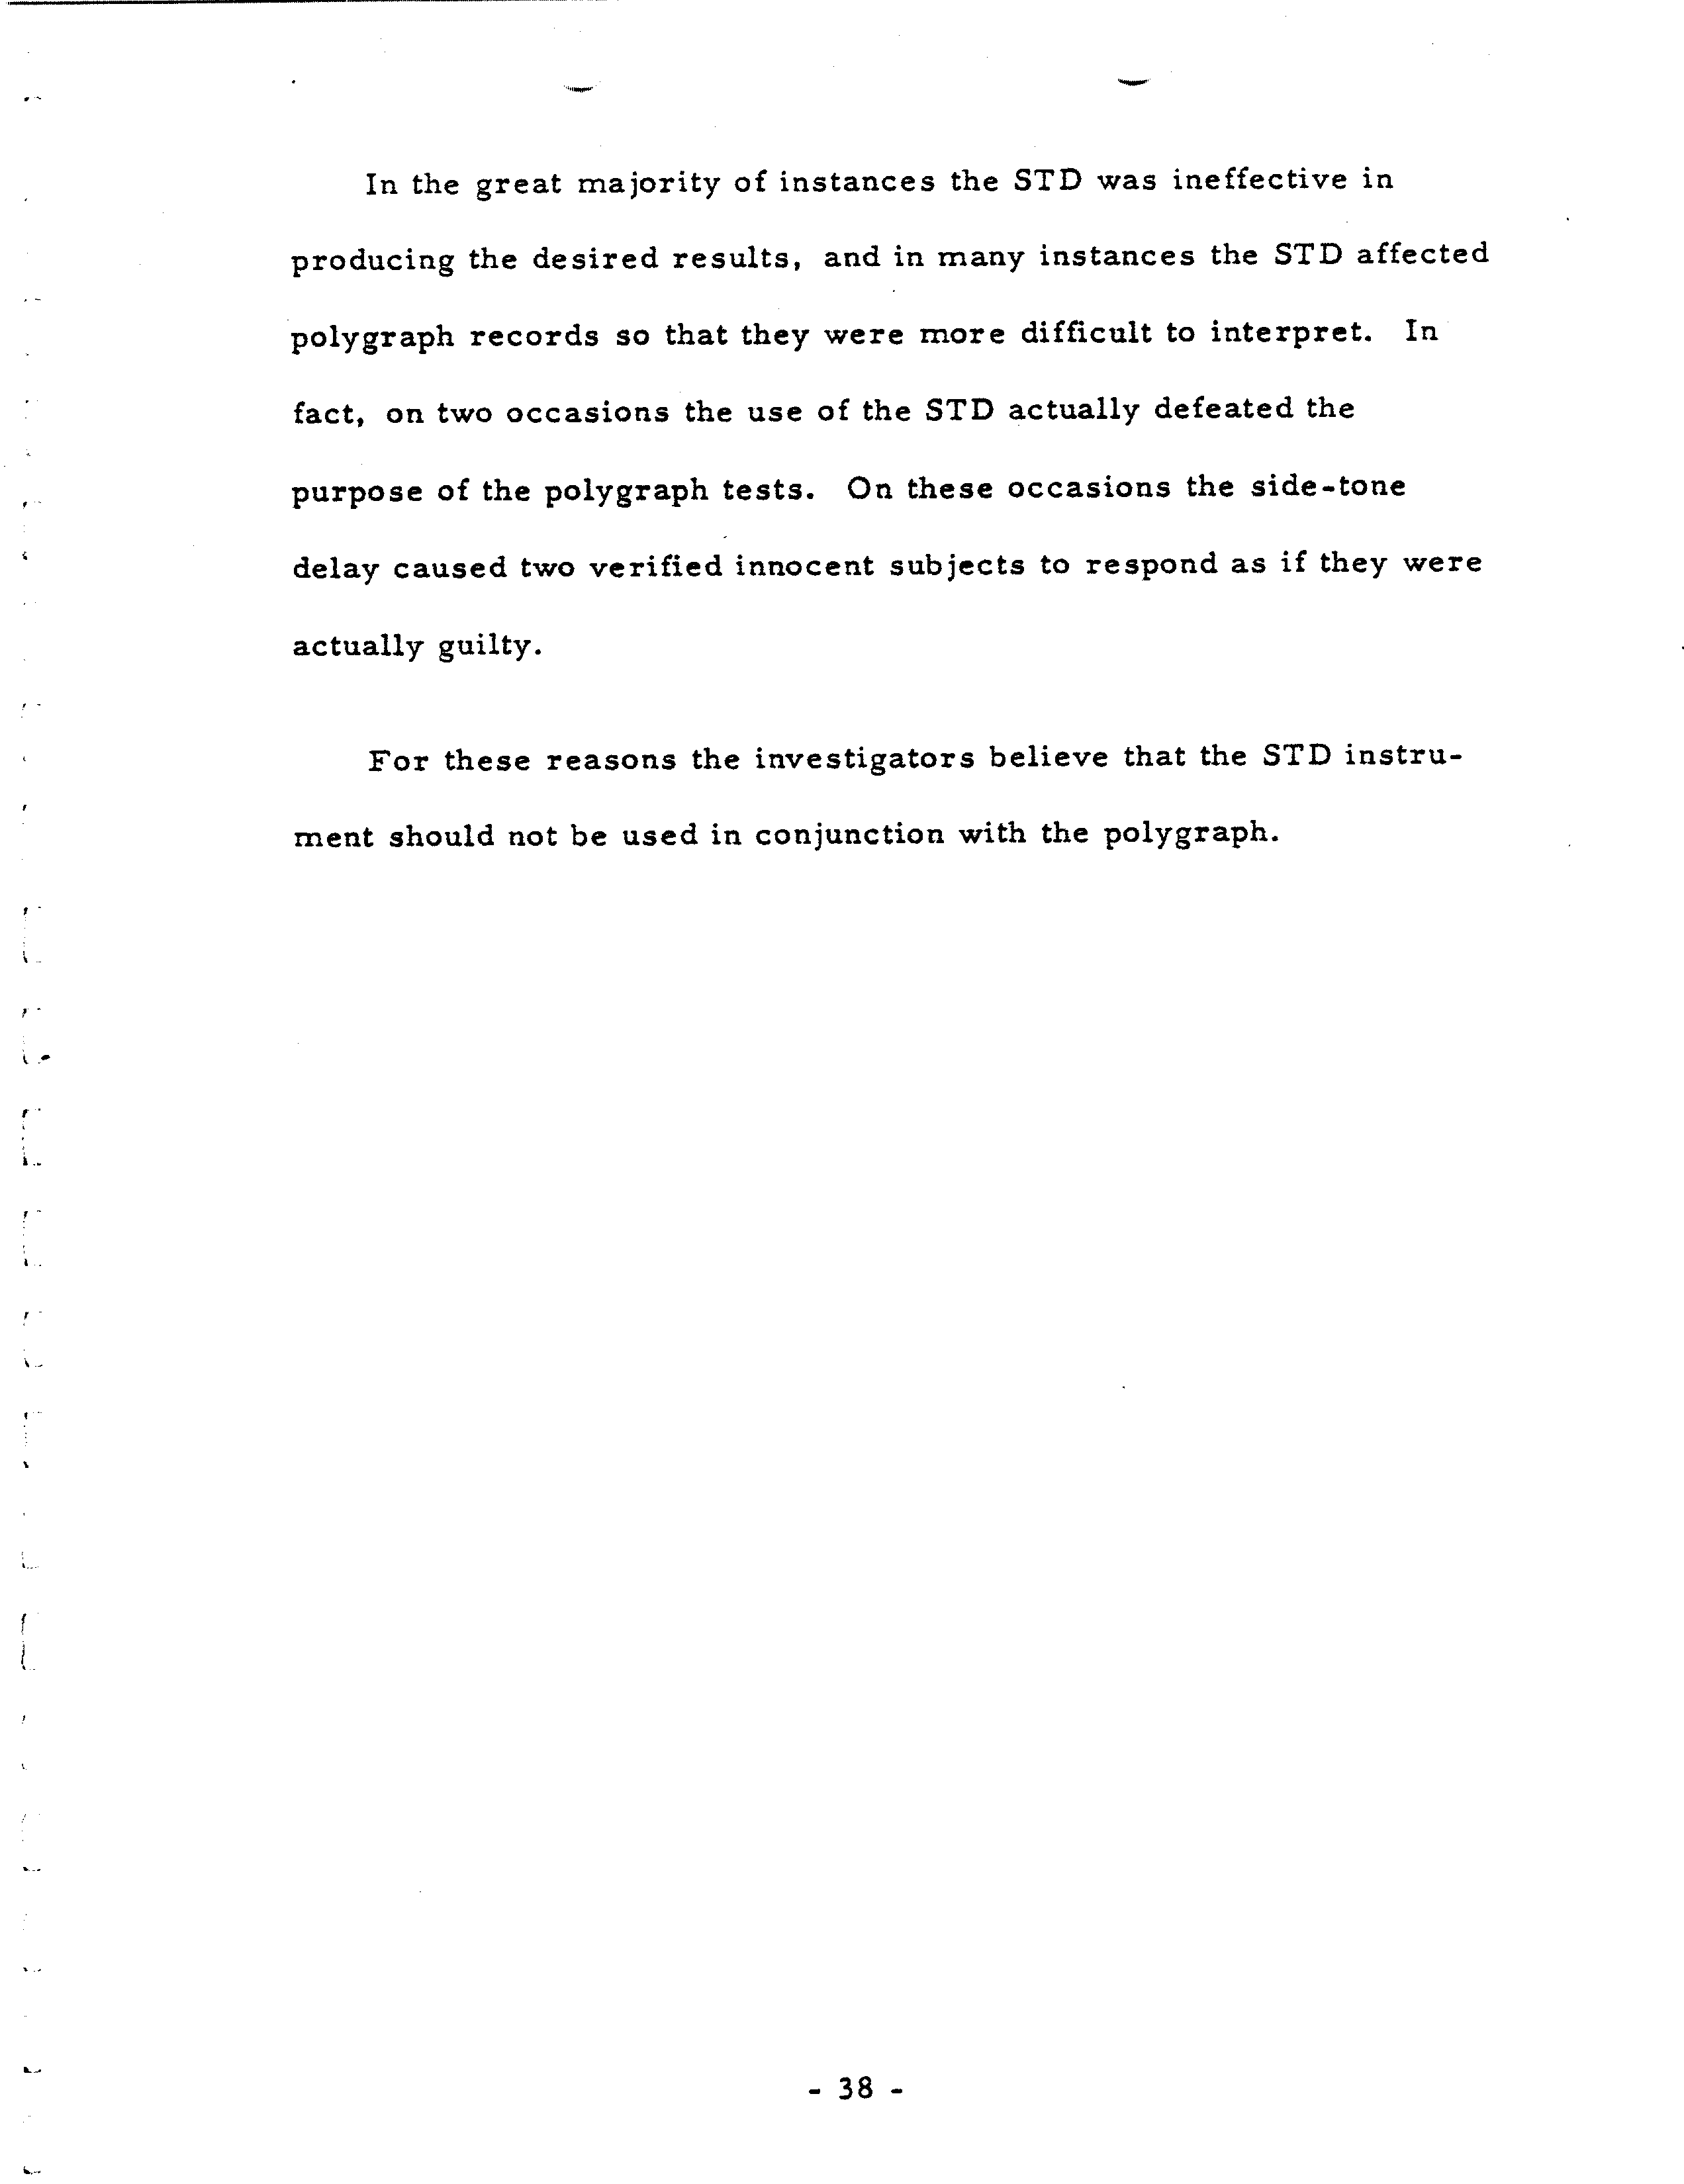 In the great majority of instances the STD was ineffective in
producing the desired results, and in many instances the STD affected
polygraph records so that they were more difficult to interpret. In
fact, on two occasions the use of the STD actually defeated the
purpose of the polygraph tests. On these occasions the side-tone
delay caused two verified innocent subjects to respond as if they were
actually guilty.
For these reasons the investigators believe that the STD instru-
ment should not be used in conjunction with the polygraph.
- 38 -